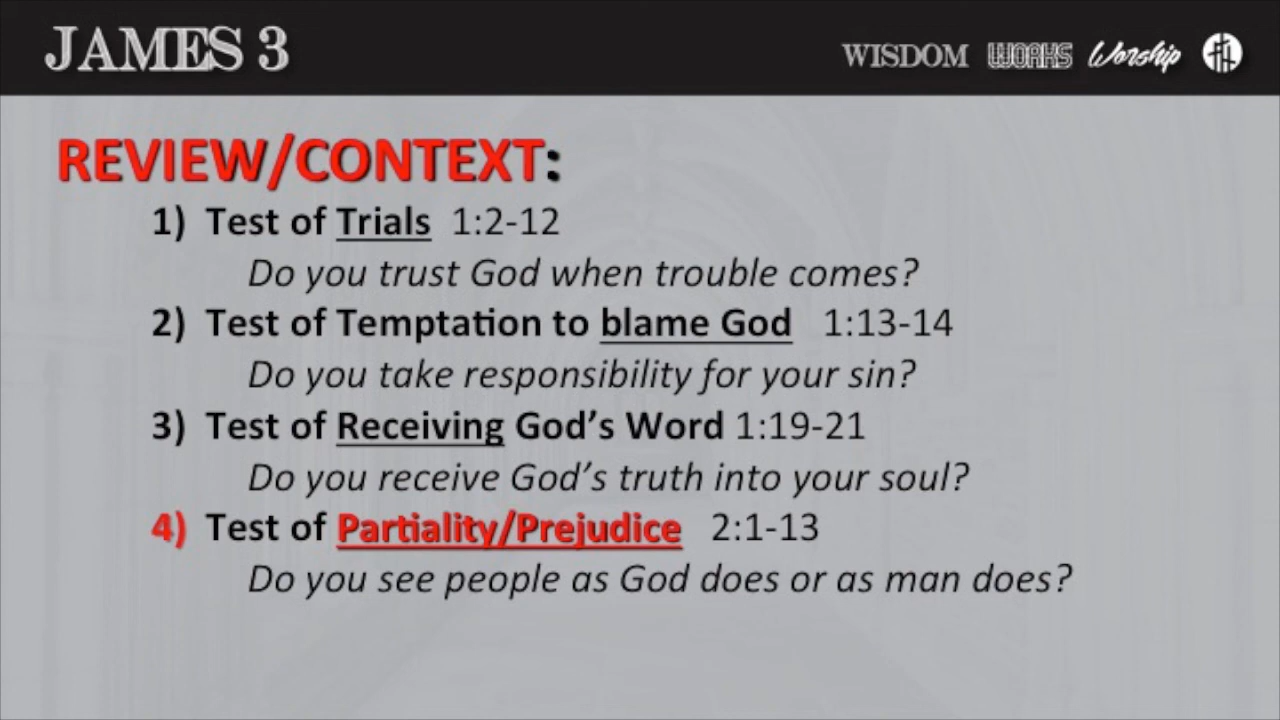 JAMES 3
WISDOM WORKS Worship
REVIEW/CONTEXT:
1) Test of Trials 1:2-12
Do you trust God when trouble comes?
2) Test of Temptation to blame God 1:13-14
Do you take responsibility for your sin?
3) Test of Receiving God’s Word 1:19-21
Do you receive God’s truth into your soul?
4) Test of Partiality/Prejudice 2:1-13
Do you see people as God does or as man does?